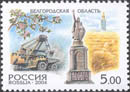 БЕЛГОРОДСКАЯ ОБЛАСТЬ
РОССИЯ
ROSSIJA 2004
5.00